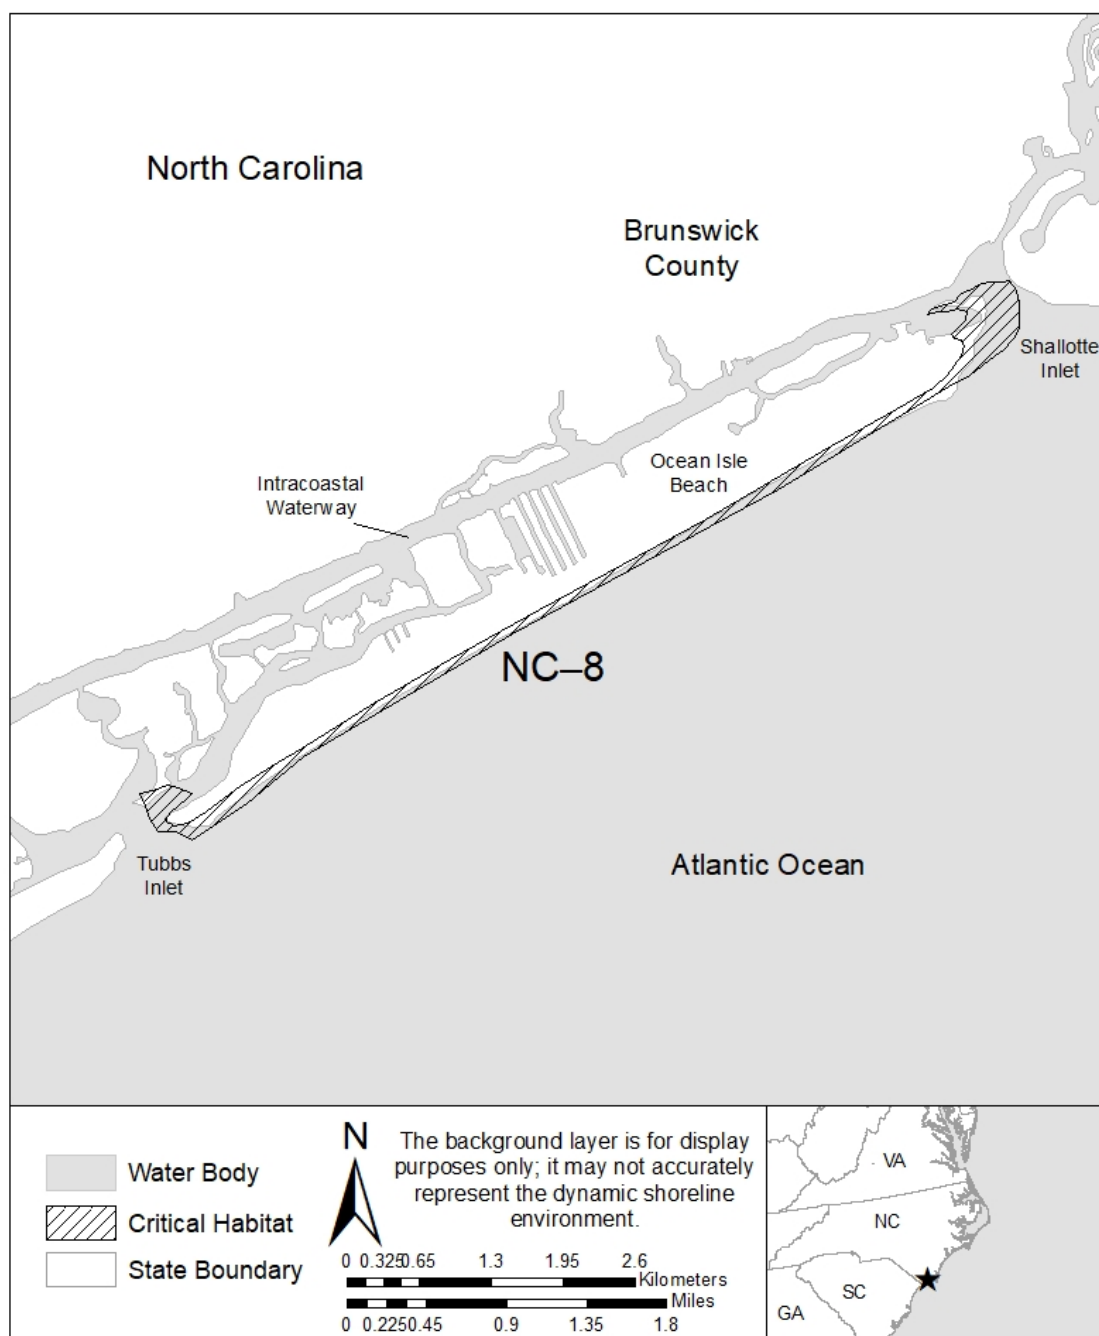 North Carolina
Brunswick
County
Shallotte
Inlet
Ocean Isle
Beach
Intracoastal
Waterway
NC–8
Tubbs
Inlet
Atlantic Ocean
Water Body
Critical Habitat
State Boundary
N
The background layer is for display
purposes only; it may not accurately
represent the dynamic shoreline
environment.
0 0.325 0.65 1.3 1.95 2.6
Kilometers
Miles
0 0.225 0.45 0.9 1.35 1.8
VA
NC
SC
GA